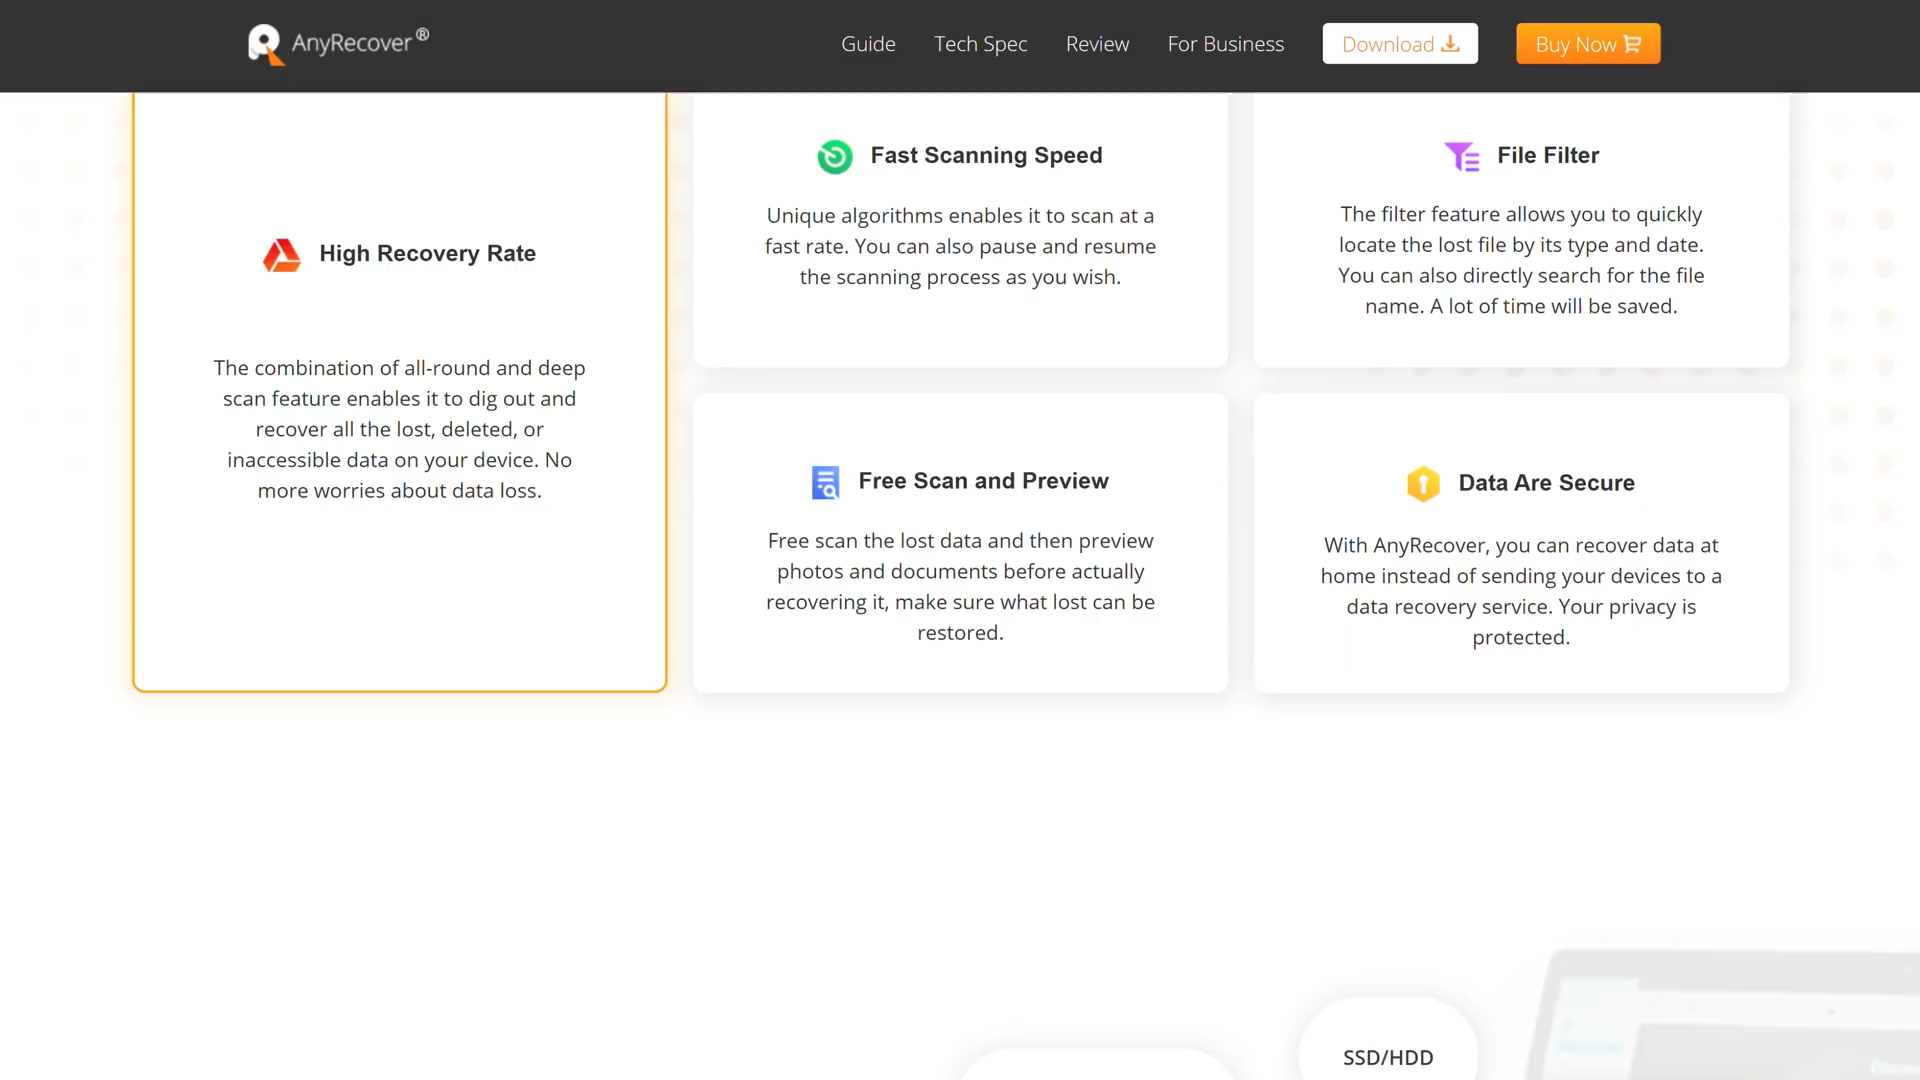 AnyRecover®
Guide
Tech Spec
Review
For Business
Download
Buy Now
High Recovery Rate
The combination of all-round and deep
scan feature enables it to dig out and
recover all the lost, deleted, or
inaccessible data on your device. No
more worries about data loss.
Fast Scanning Speed
Unique algorithms enables it to scan at a
fast rate. You can also pause and resume
the scanning process as you wish.
File Filter
The filter feature allows you to quickly
locate the lost file by its type and date.
You can also directly search for the file
name. A lot of time will be saved.
Free Scan and Preview
Free scan the lost data and then preview
photos and documents before actually
recovering it, make sure what lost can be
restored.
Data Are Secure
With AnyRecover, you can recover data at
home instead of sending your devices to a
data recovery service. Your privacy is
protected.
SSD/HDD